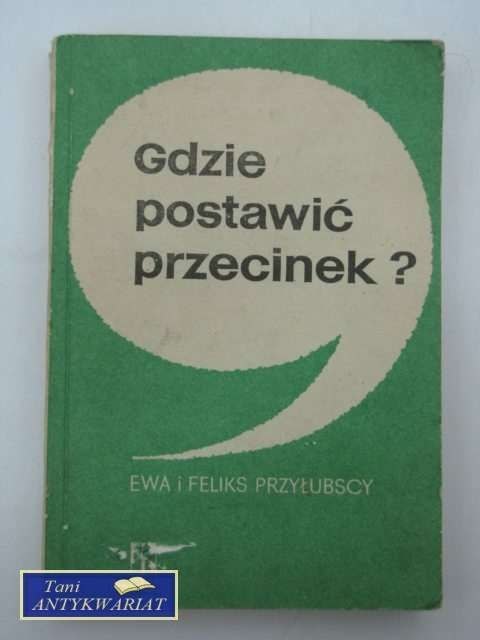 Gdzie
postawić
przecinek ?
EWA i FELIKS PRZYŁUBSCY
Tani
ANTYKWARIAT